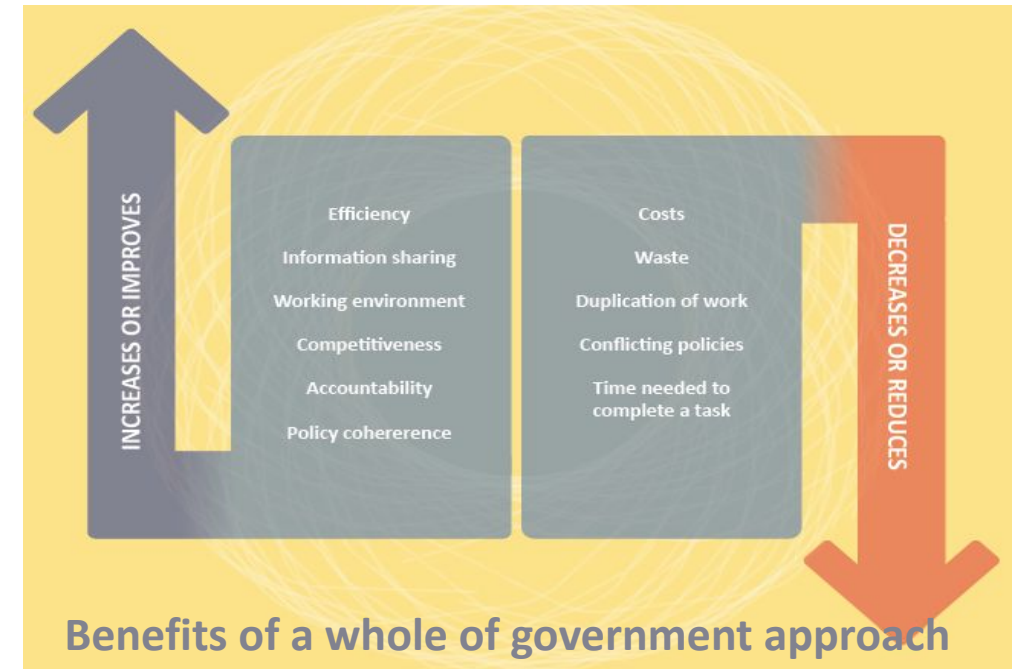 INCREASES OR IMPROVES
Efficiency
Information sharing
Working environment
Competitiveness
Accountability
Policy cohererence
Costs
Waste
Duplication of work
Conflicting policies
Time needed to
complete a task
DECREASES OR REDUCES
Benefits of a whole of government approach